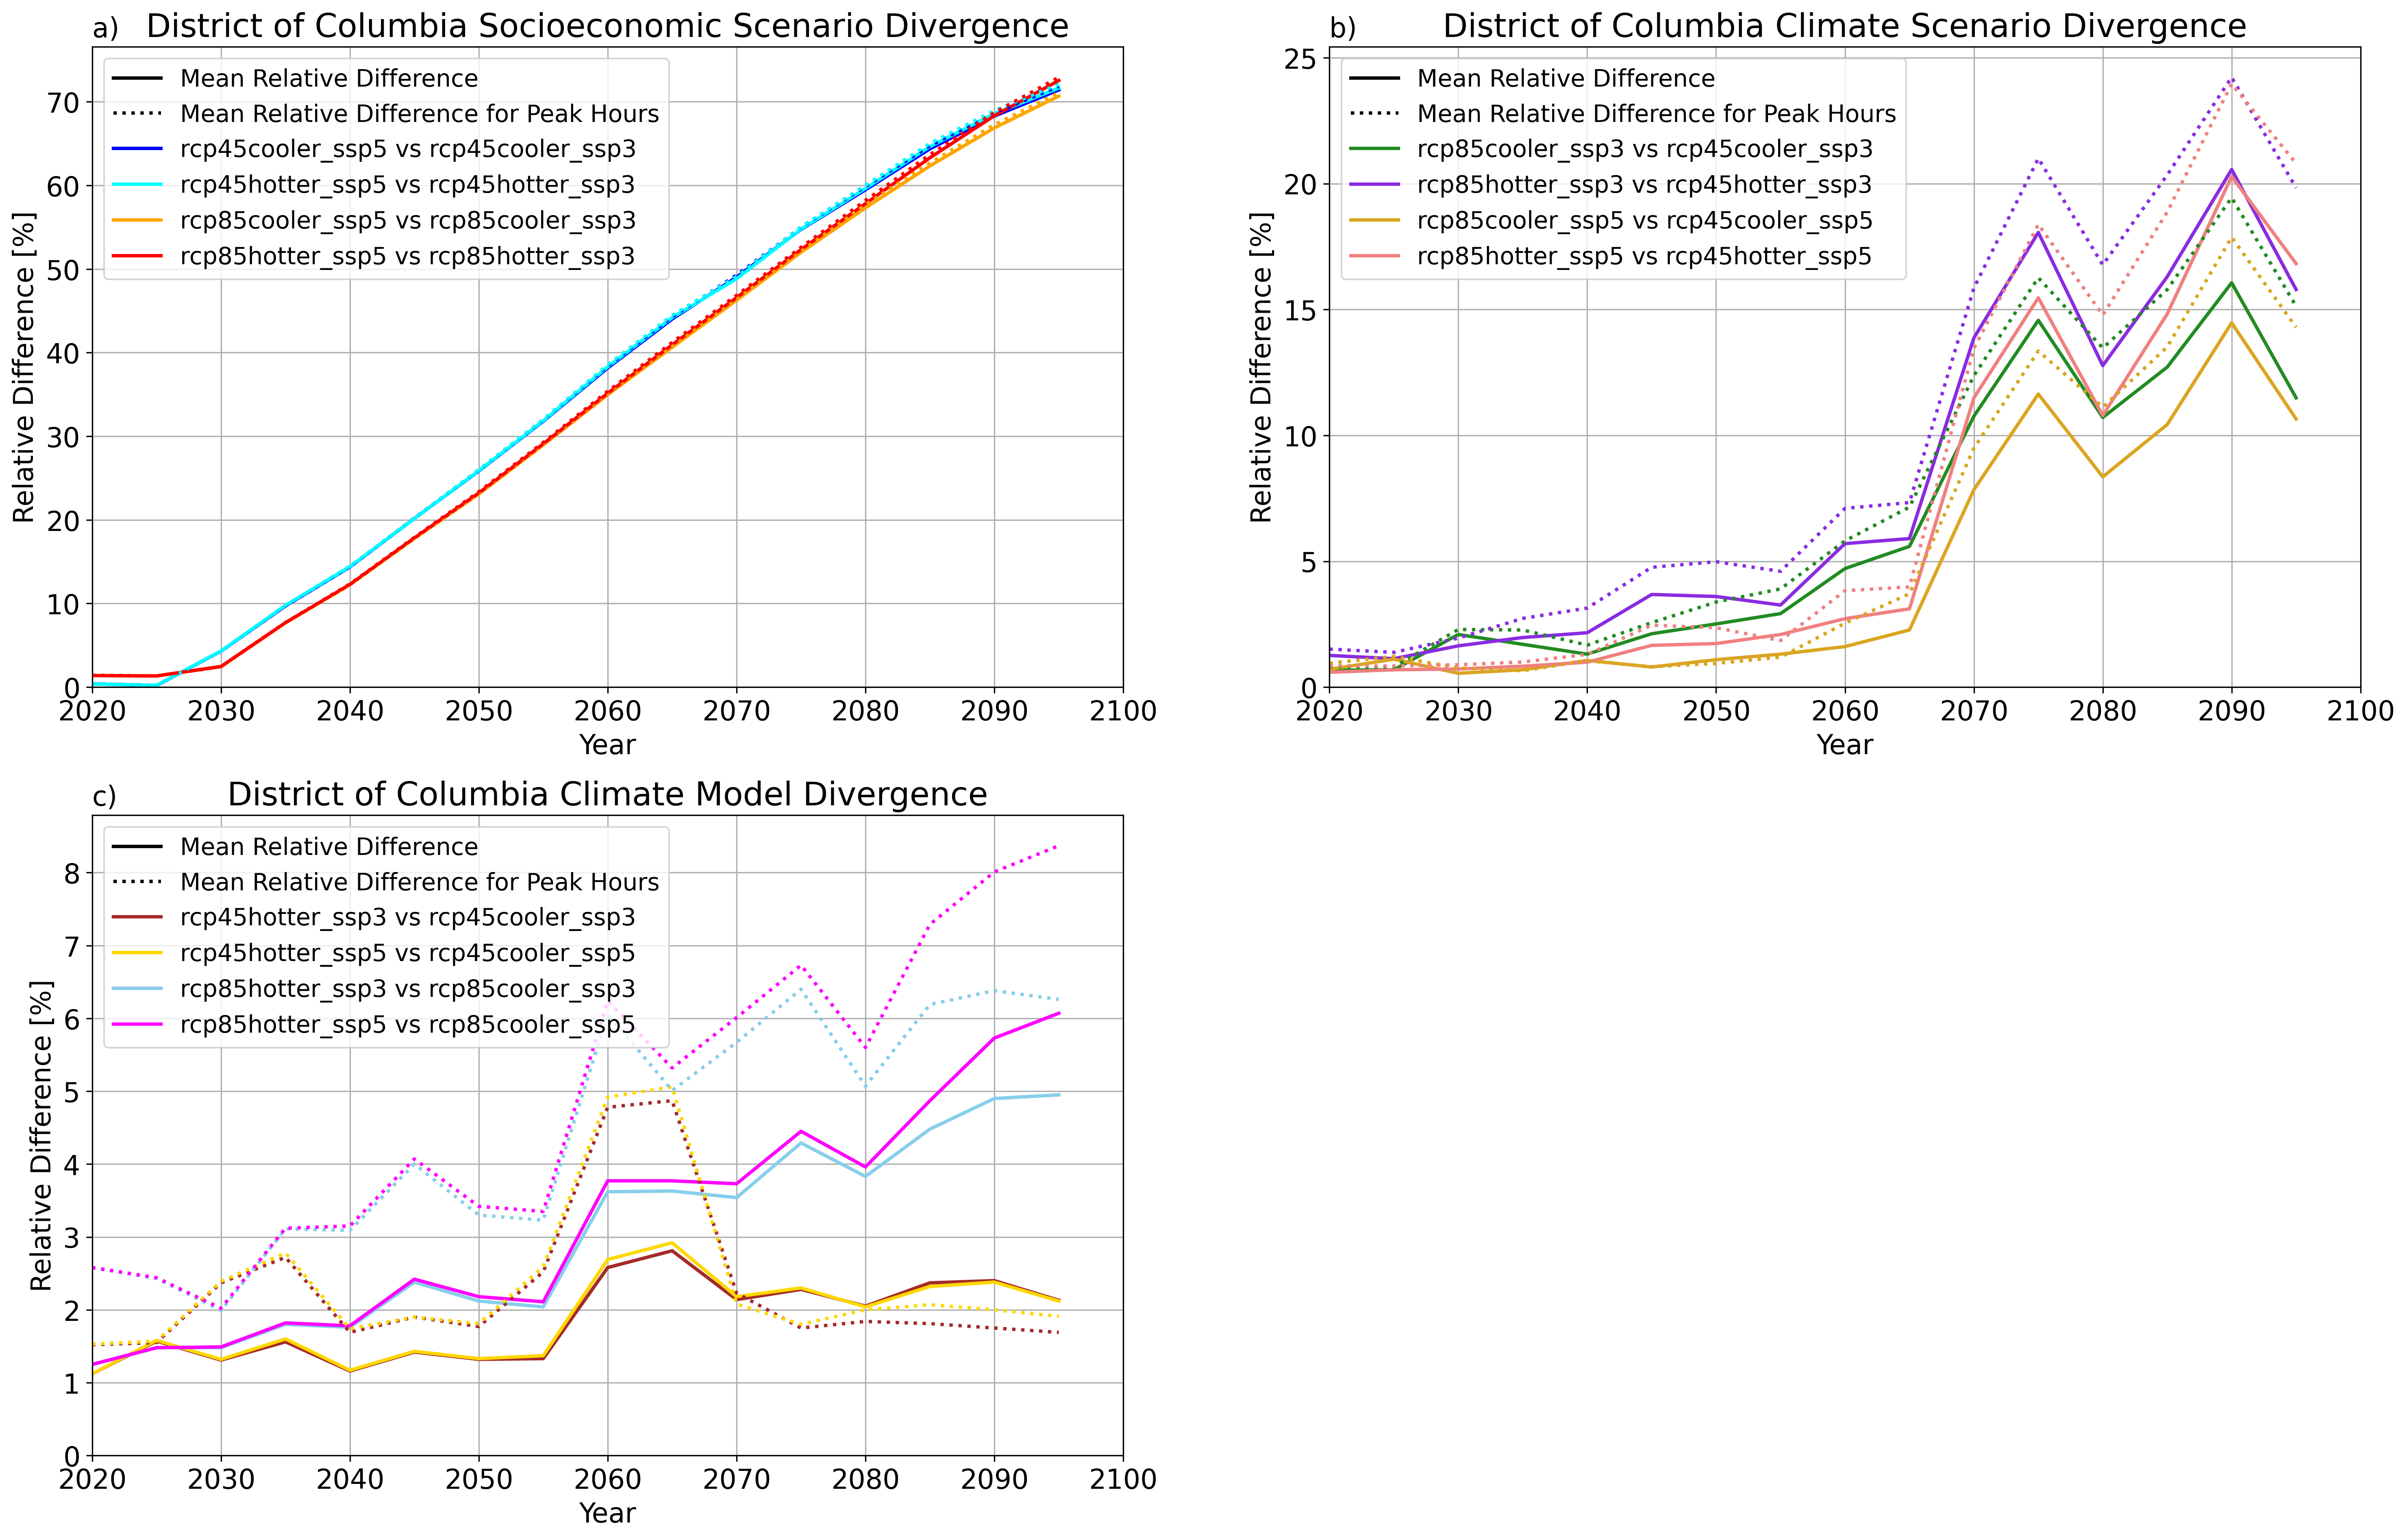 a) District of Columbia Socioeconomic Scenario Divergence
Relative Difference [%]
70
60
50
40
30
20
10
0
Mean Relative Difference
Mean Relative Difference for Peak Hours
rcp45cooler_ssp5 vs rcp45cooler_ssp3
rcp45hotter_ssp5 vs rcp45hotter_ssp3
rcp85cooler_ssp5 vs rcp85cooler_ssp3
rcp85hotter_ssp5 vs rcp85hotter_ssp3
2020 2030 2040 2050 2060 2070 2080 2090 2100
Year
b) District of Columbia Climate Scenario Divergence
Relative Difference [%]
25
20
15
10
5
0
Mean Relative Difference
Mean Relative Difference for Peak Hours
rcp85cooler_ssp3 vs rcp45cooler_ssp3
rcp85hotter_ssp3 vs rcp45hotter_ssp3
rcp85cooler_ssp5 vs rcp45cooler_ssp5
rcp85hotter_ssp5 vs rcp45hotter_ssp5
2020 2030 2040 2050 2060 2070 2080 2090 2100
Year
c) District of Columbia Climate Model Divergence
Relative Difference [%]
8
7
6
5
4
3
2
1
0
Mean Relative Difference
Mean Relative Difference for Peak Hours
rcp45hotter_ssp3 vs rcp45cooler_ssp3
rcp45hotter_ssp5 vs rcp45cooler_ssp5
rcp85hotter_ssp3 vs rcp85cooler_ssp3
rcp85hotter_ssp5 vs rcp85cooler_ssp5
2020 2030 2040 2050 2060 2070 2080 2090 2100
Year